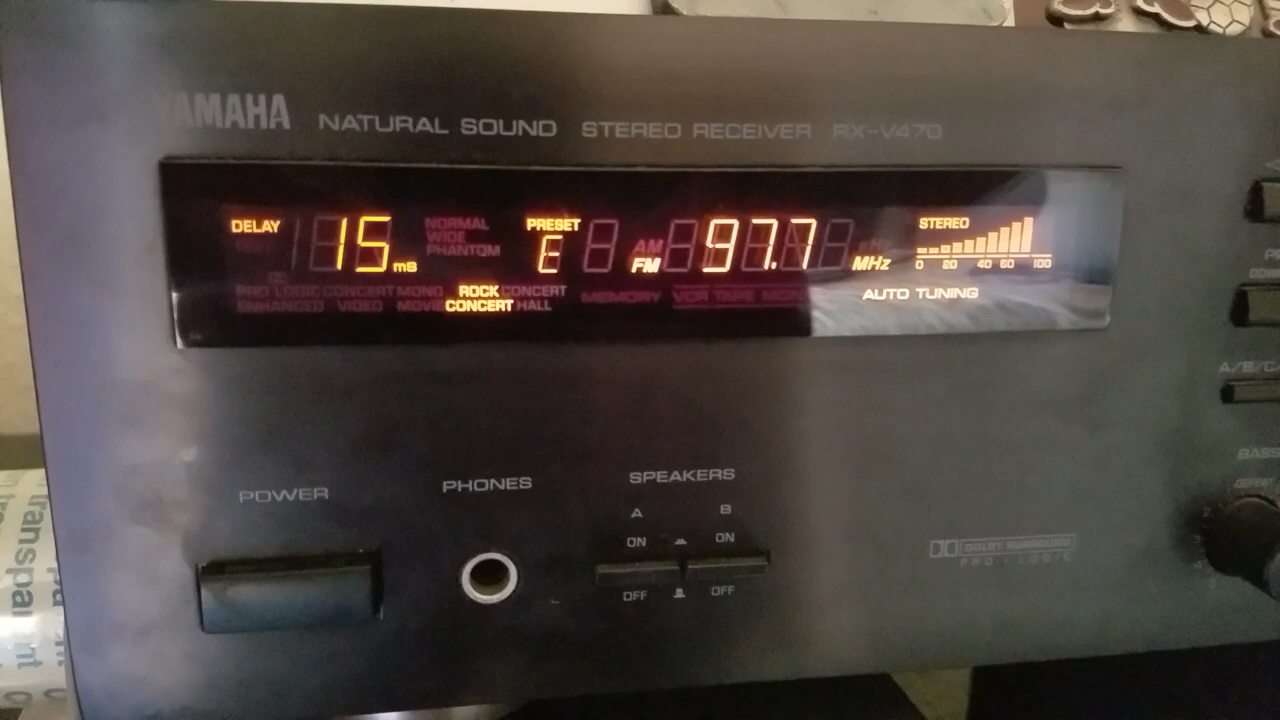 YAMAHA NATURAL SOUND STEREO RECEIVER RX-V470
DELAY 15 mS
NORMAL
WIDE
PHANTOM
PRESET E
AM
FM 97.7 MHz
STEREO
0 20 40 60 100
PRO LOGIC CONCERT MONO ROCK CONCERT
ENHANCED VIDEO MOVIE CONCERT HALL
MEMORY VCR TAPE MON
AUTO TUNING
POWER
PHONES
SPEAKERS
A B
ON ON
OFF OFF
DOLBY SURROUND
PRO • LOGIC
A/B/C
BASS
transpa